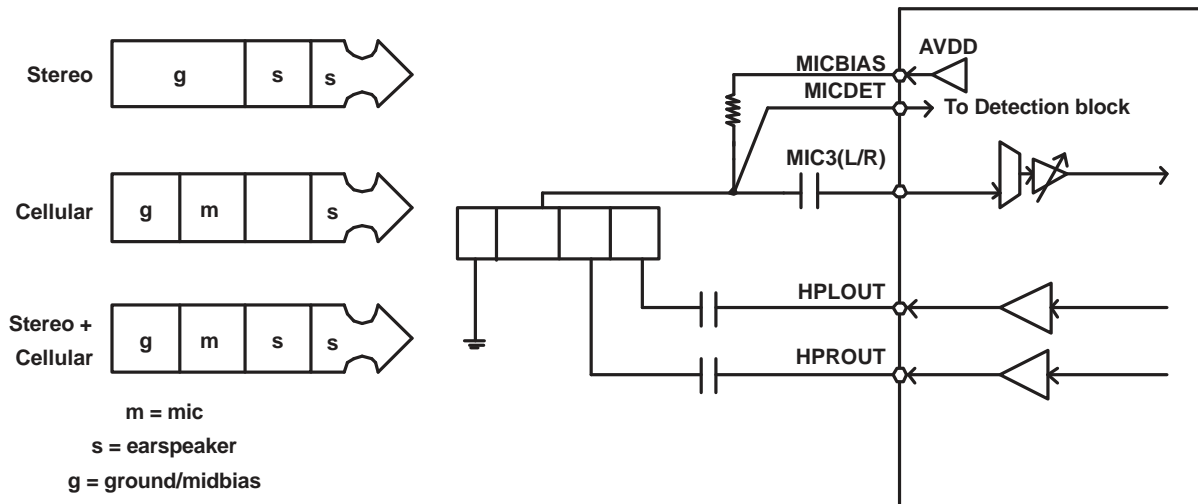 Stereo
g s s
Cellular
g m s
Stereo +
Cellular
g m s s
m = mic
s = earspeaker
g = ground/midbias
AVDD
MICBIAS
MICDET
To Detection block
MIC3(L/R)
HPLOUT
HPROUT